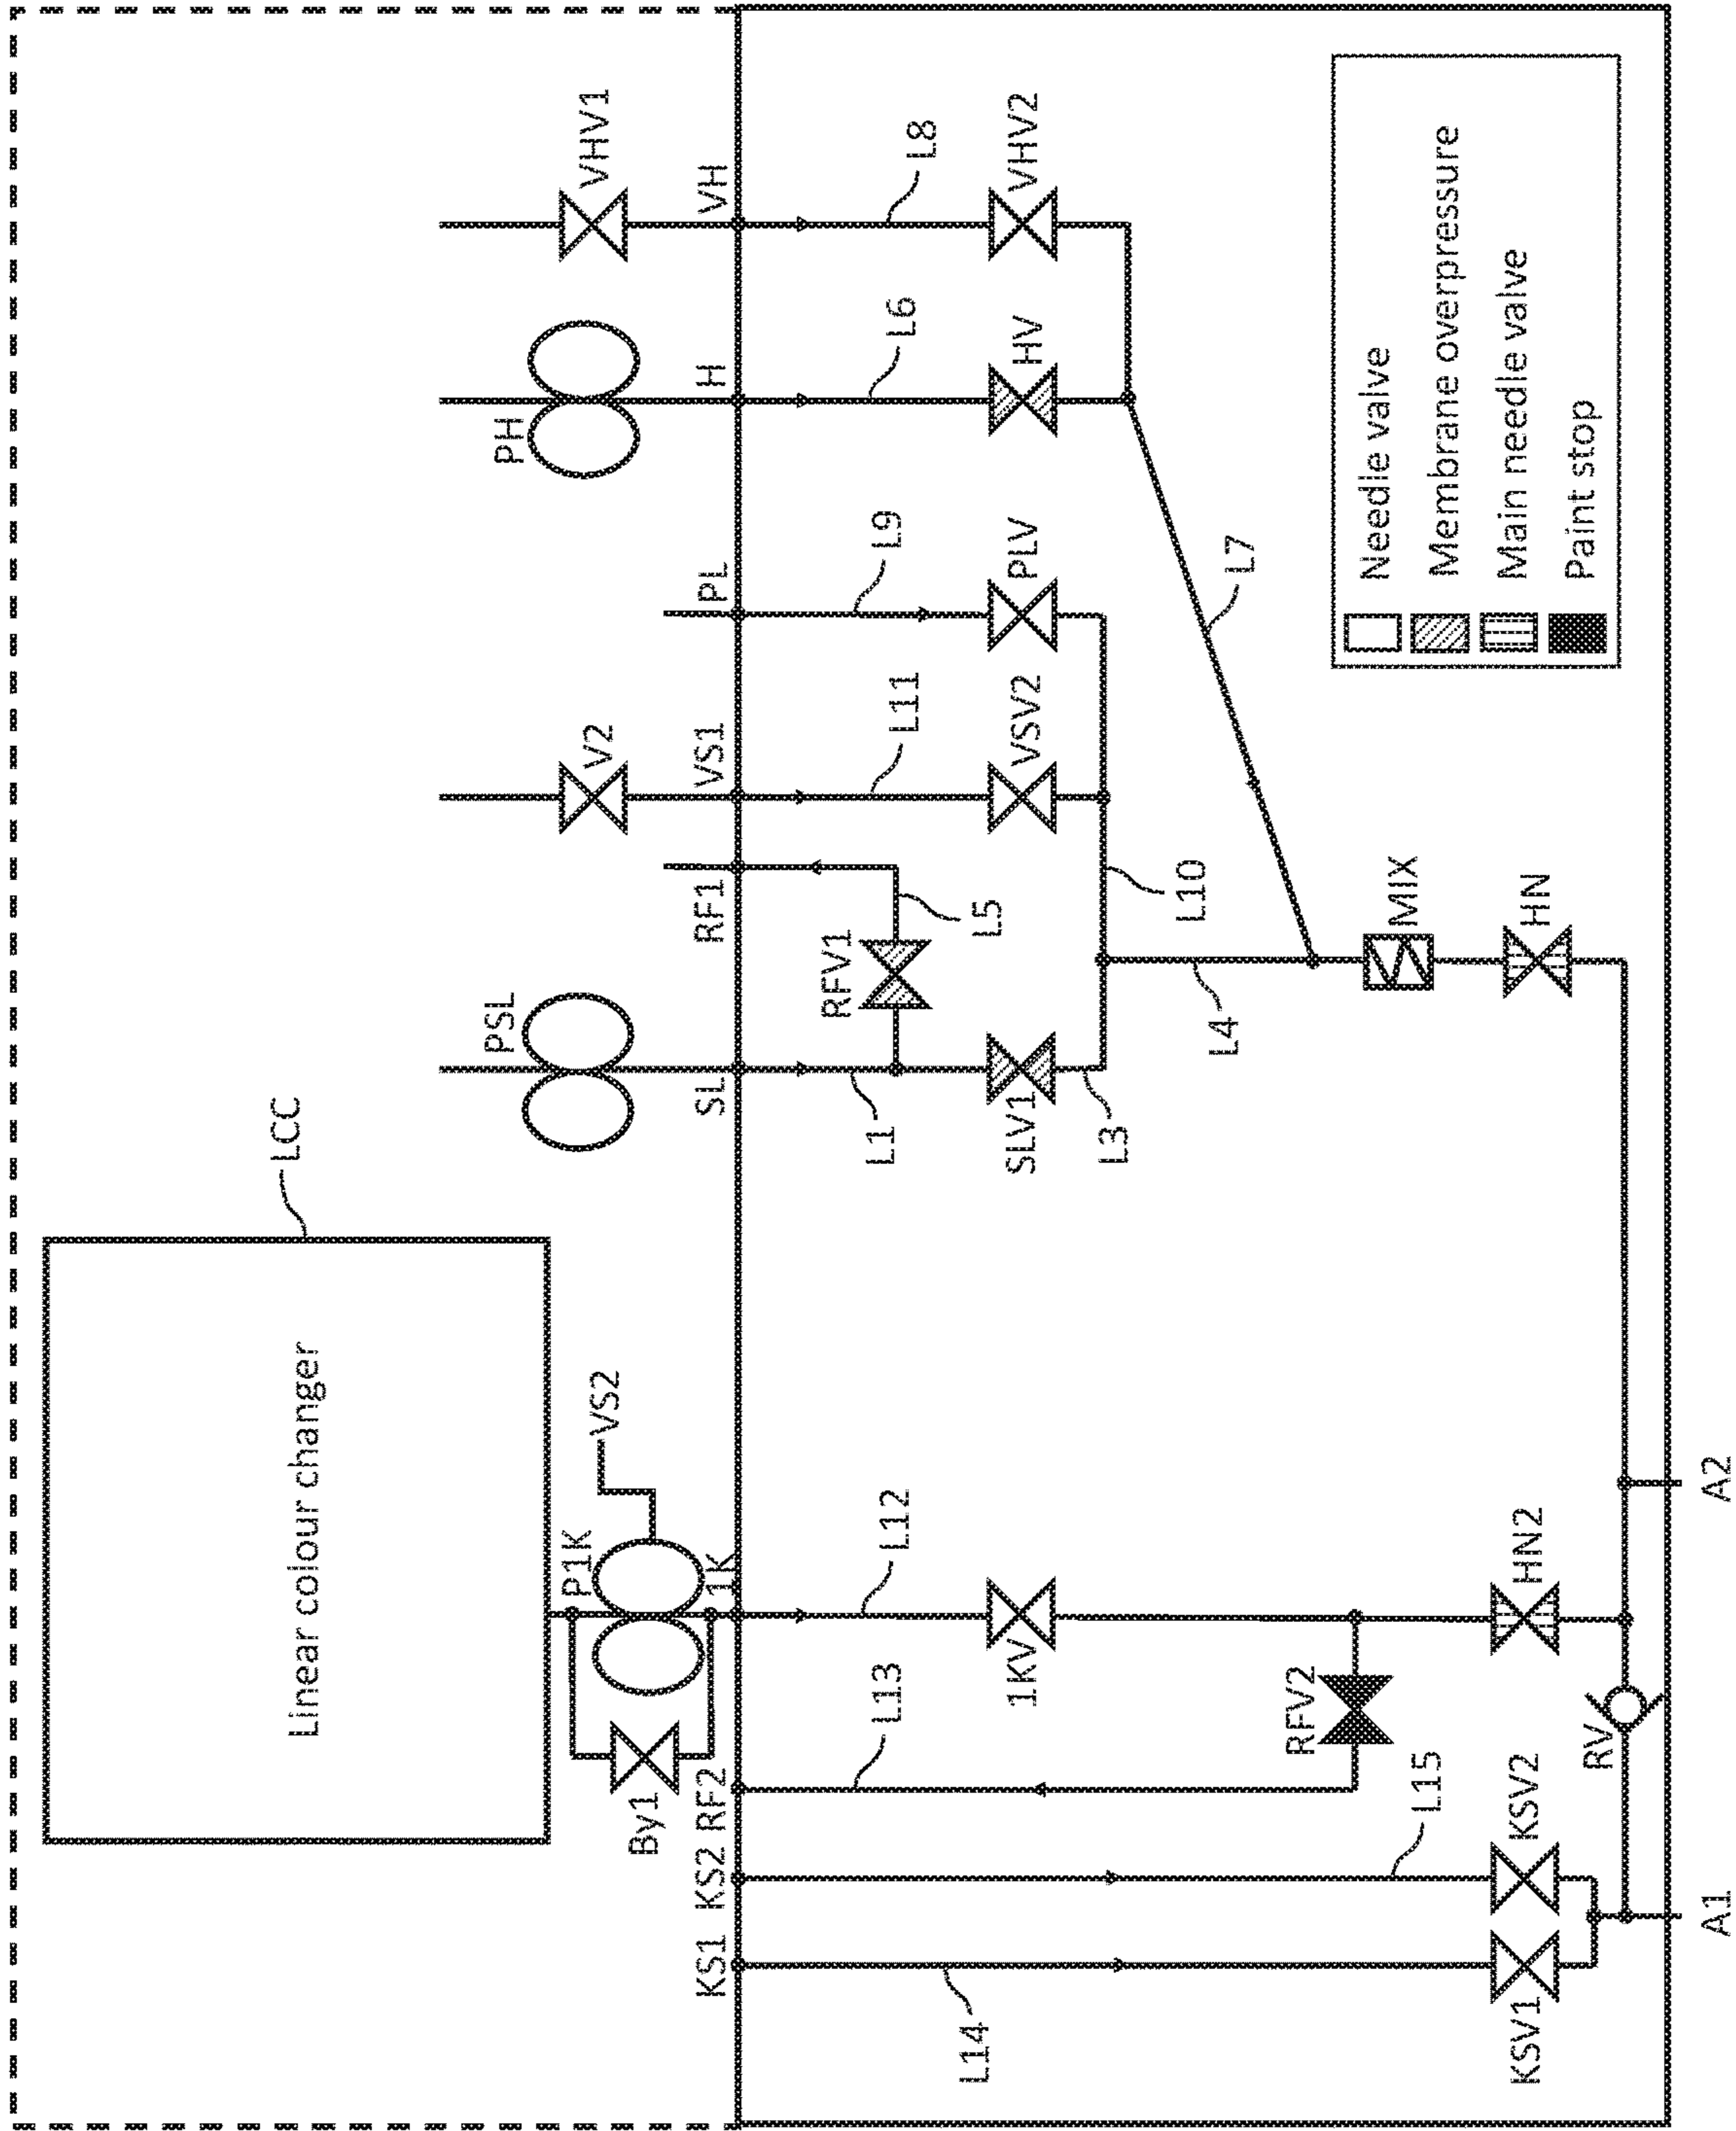 Linear colour changer
LCC
P1K
VS2
By1
1K
PSL
V2
PH
VHV1
KS1
KS2
RF2
SL
RF1
VS1
PL
H
VH
L14
L13
L12
L1
L5
L11
L9
L6
L8
1KV
RFV1
SLV1
VSV2
PLV
HV
VHV2
L3
L10
L4
L7
RFV2
L15
MIX
KSV1
KSV2
HN2
HN
RV
A1
A2
Needle valve
Membrane overpressure
Main needle valve
Paint stop